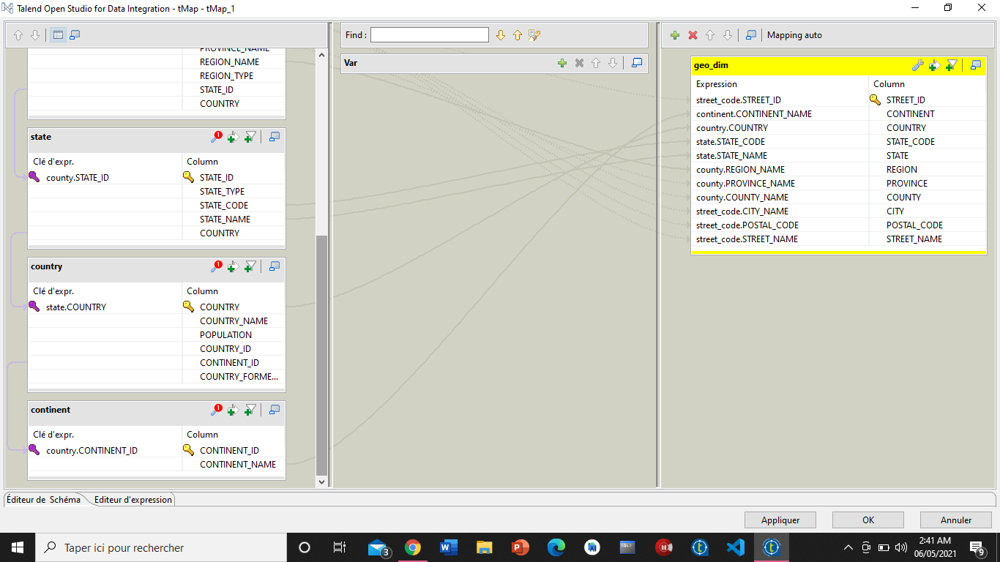 Talend Open Studio for Data Integration - tMap - tMap_1
Find :
Mapping auto
PROVINCE_NAME
REGION_NAME
REGION_TYPE
STATE_ID
COUNTRY
state
Clé d'expr. Column
county.STATE_ID STATE_ID
STATE_TYPE
STATE_CODE
STATE_NAME
COUNTRY
country
Clé d'expr. Column
state.COUNTRY COUNTRY
COUNTRY_NAME
POPULATION
COUNTRY_ID
CONTINENT_ID
COUNTRY_FORME...
continent
Clé d'expr. Column
country.CONTINENT_ID CONTINENT_ID
CONTINENT_NAME
Var
geo_dim
Expression Column
street_code.STREET_ID STREET_ID
continent.CONTINENT_NAME CONTINENT
country.COUNTRY COUNTRY
state.STATE_CODE STATE_CODE
state.STATE_NAME STATE
county.REGION_NAME REGION
county.PROVINCE_NAME PROVINCE
county.COUNTY_NAME COUNTY
street_code.CITY_NAME CITY
street_code.POSTAL_CODE POSTAL_CODE
street_code.STREET_NAME STREET_NAME
Éditeur de Schéma Editeur d'expression
Appliquer OK Annuler
Taper ici pour rechercher
3
2:41 AM
06/05/2021
9